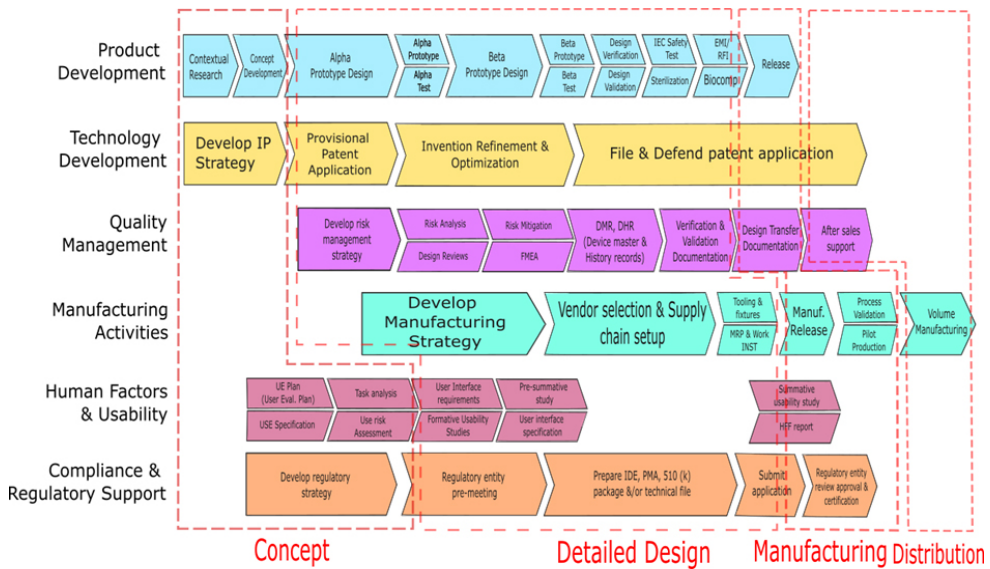 Product
Development
Contextual
Research
Concept
Development
Alpha
Prototype Design
Alpha
Prototype
Alpha
Test
Beta
Prototype Design
Beta
Prototype
Beta
Test
Design
Verification
Design
Validation
IEC Safety
Test
Sterilization
EMI/
RFI
Biocomp
Release
Technology
Development
Develop IP
Strategy
Provisional
Patent
Application
Invention Refinement &
Optimization
File & Defend patent application
Quality
Management
Develop risk
management
strategy
Risk Analysis
Design Reviews
Risk Mitigation
FMEA
DMR, DHR
(Device master &
History records)
Verification &
Validation
Documentation
Design Transfer
Documentation
After sales
support
Manufacturing
Activities
Develop
Manufacturing
Strategy
Vendor selection & Supply
chain setup
Tooling &
fixtures
MRP & Work
INST
Manuf.
Release
Process
Validation
Pilot
Production
Volume
Manufacturing
Human Factors
& Usability
UE Plan
(User Eval. Plan)
USE Specification
Task analysis
Use risk
Assessment
User Interface
requirements
Formative Usability
Studies
Pre-summative
study
User interface
specification
Summative
usability study
HFF report
Compliance &
Regulatory Support
Develop regulatory
strategy
Regulatory entity
pre-meeting
Prepare IDE, PMA, 510 (k)
package &/or technical file
Submit
application
Regulatory entity
review approval &
certification
Concept
Detailed Design
Manufacturing
Distribution